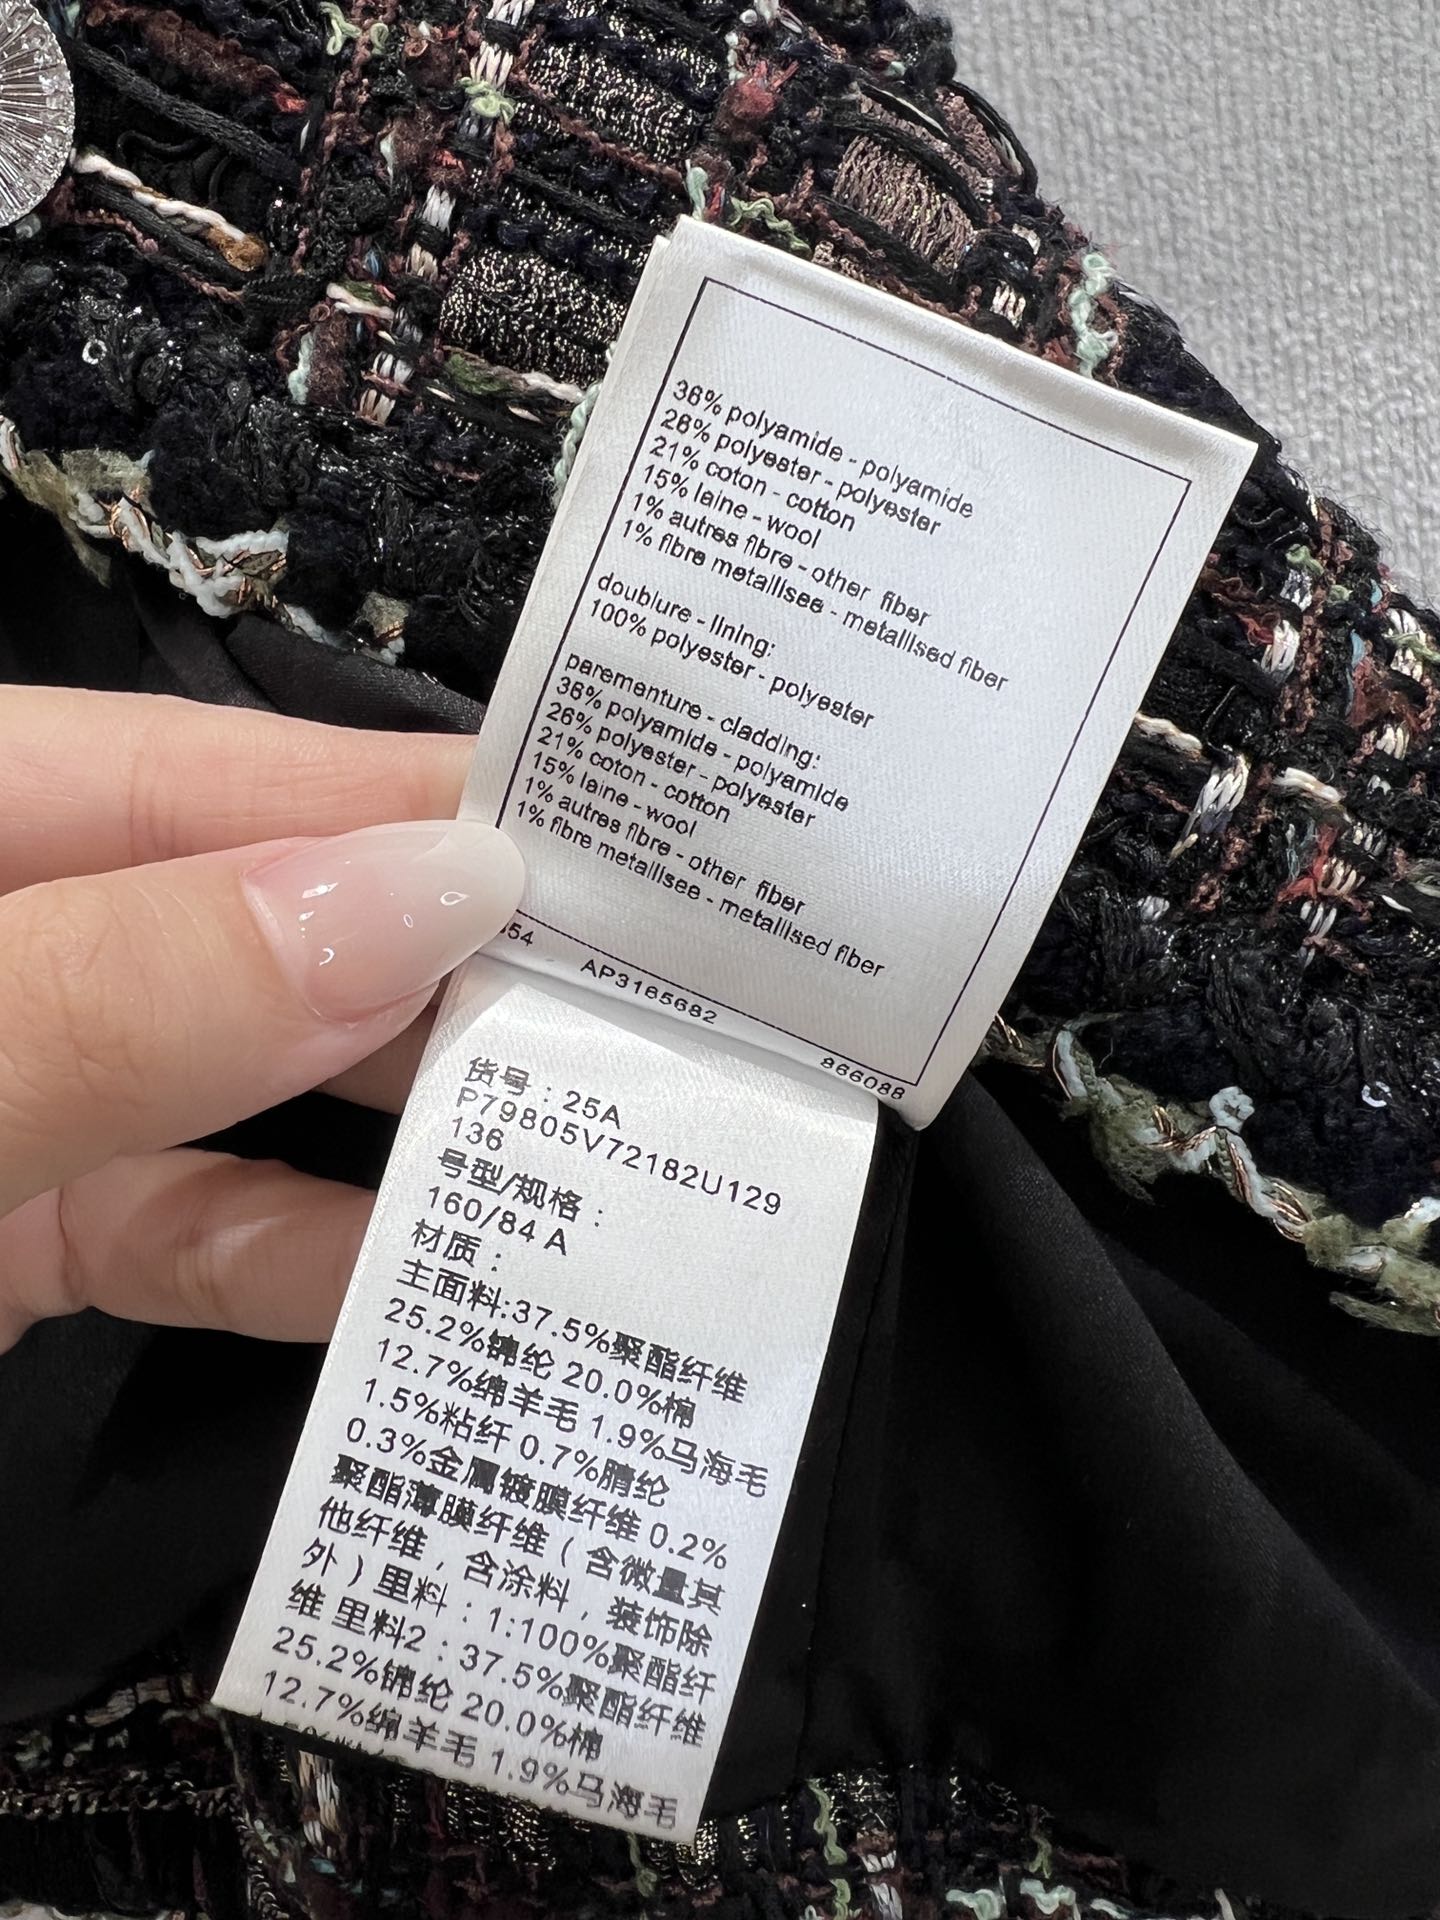 36% polyamide - polyamide
26% polyester - polyester
21% coton - cotton
15% laine - wool
1% autres fibre - other fiber
1% fibre metallisee - metallised fiber
doublure - lining:
100% polyester - polyester
parementure - cladding:
36% polyamide - polyamide
26% polyester - polyester
21% coton - cotton
15% laine - wool
1% autres fibre - other fiber
1% fibre metallisee - metallised fiber
54 AP3165682 866088
货号：25A
P79805V72182U129
136
号型/规格：
160/84 A
材质：
主面料:37.5%聚酯纤维
25.2%锦纶 20.0%棉
12.7%绵羊毛 1.9%马海毛
1.5%粘纤 0.7%腈纶
0.3%金属镀膜纤维 0.2%
聚酯薄膜纤维（含微量其
他纤维，含涂料，装饰除
外）里料：1:100%聚酯纤
维 里料2：37.5%聚酯纤维
25.2%锦纶 20.0%棉
12.7%绵羊毛 1.9%马海毛